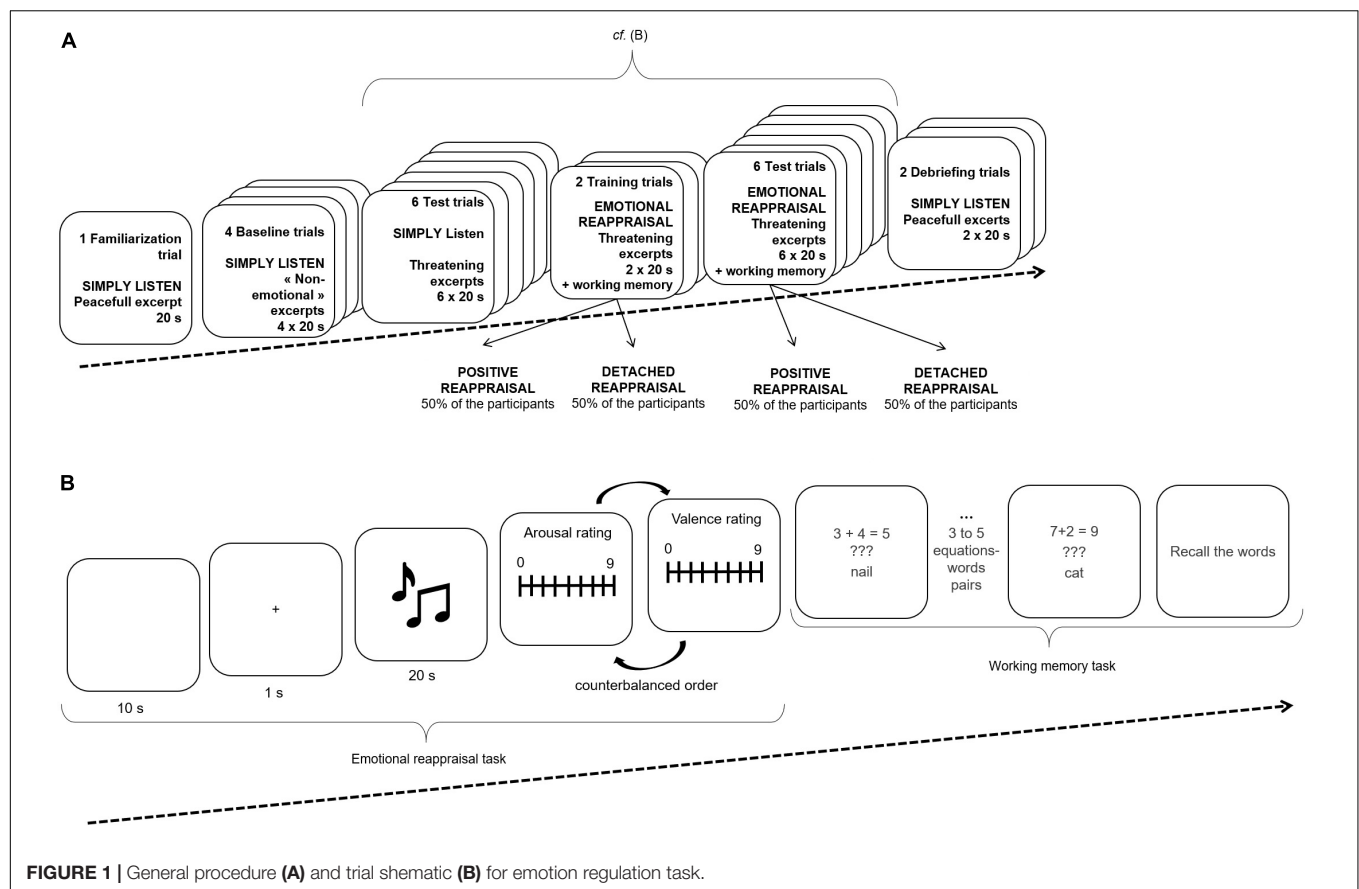 A
cf. (B)
1 Familiarization
trial
SIMPLY LISTEN
Peacefull excerpt
20 s
4 Baseline trials
SIMPLY LISTEN
« Non-
emotional »
excerpts
4 x 20 s
6 Test trials
SIMPLY Listen
Threatening
excerpts
6 x 20 s
2 Training trials
EMOTIONAL
REAPPRAISAL
Threatening
excerpts
2 x 20 s
+ working memory
6 Test trials
EMOTIONAL
REAPPRAISAL
Threatening
excerpts
6 x 20 s
+ working memory
2 Debriefing trials
SIMPLY LISTEN
Peacefull excerts
2 x 20 s
POSITIVE
REAPPRAISAL
50% of the participants
DETACHED
REAPPRAISAL
50% of the participants
POSITIVE
REAPPRAISAL
50% of the participants
DETACHED
REAPPRAISAL
50% of the participants
B
10 s
+
1 s
20 s
Arousal rating
0 9
Valence rating
0 9
counterbalanced order
Emotional reappraisal task
3 + 4 = 5
???
nail
...
3 to 5
equations-
words
pairs
7+2 = 9
???
cat
Recall the words
Working memory task
FIGURE 1 | General procedure (A) and trial shematic (B) for emotion regulation task.